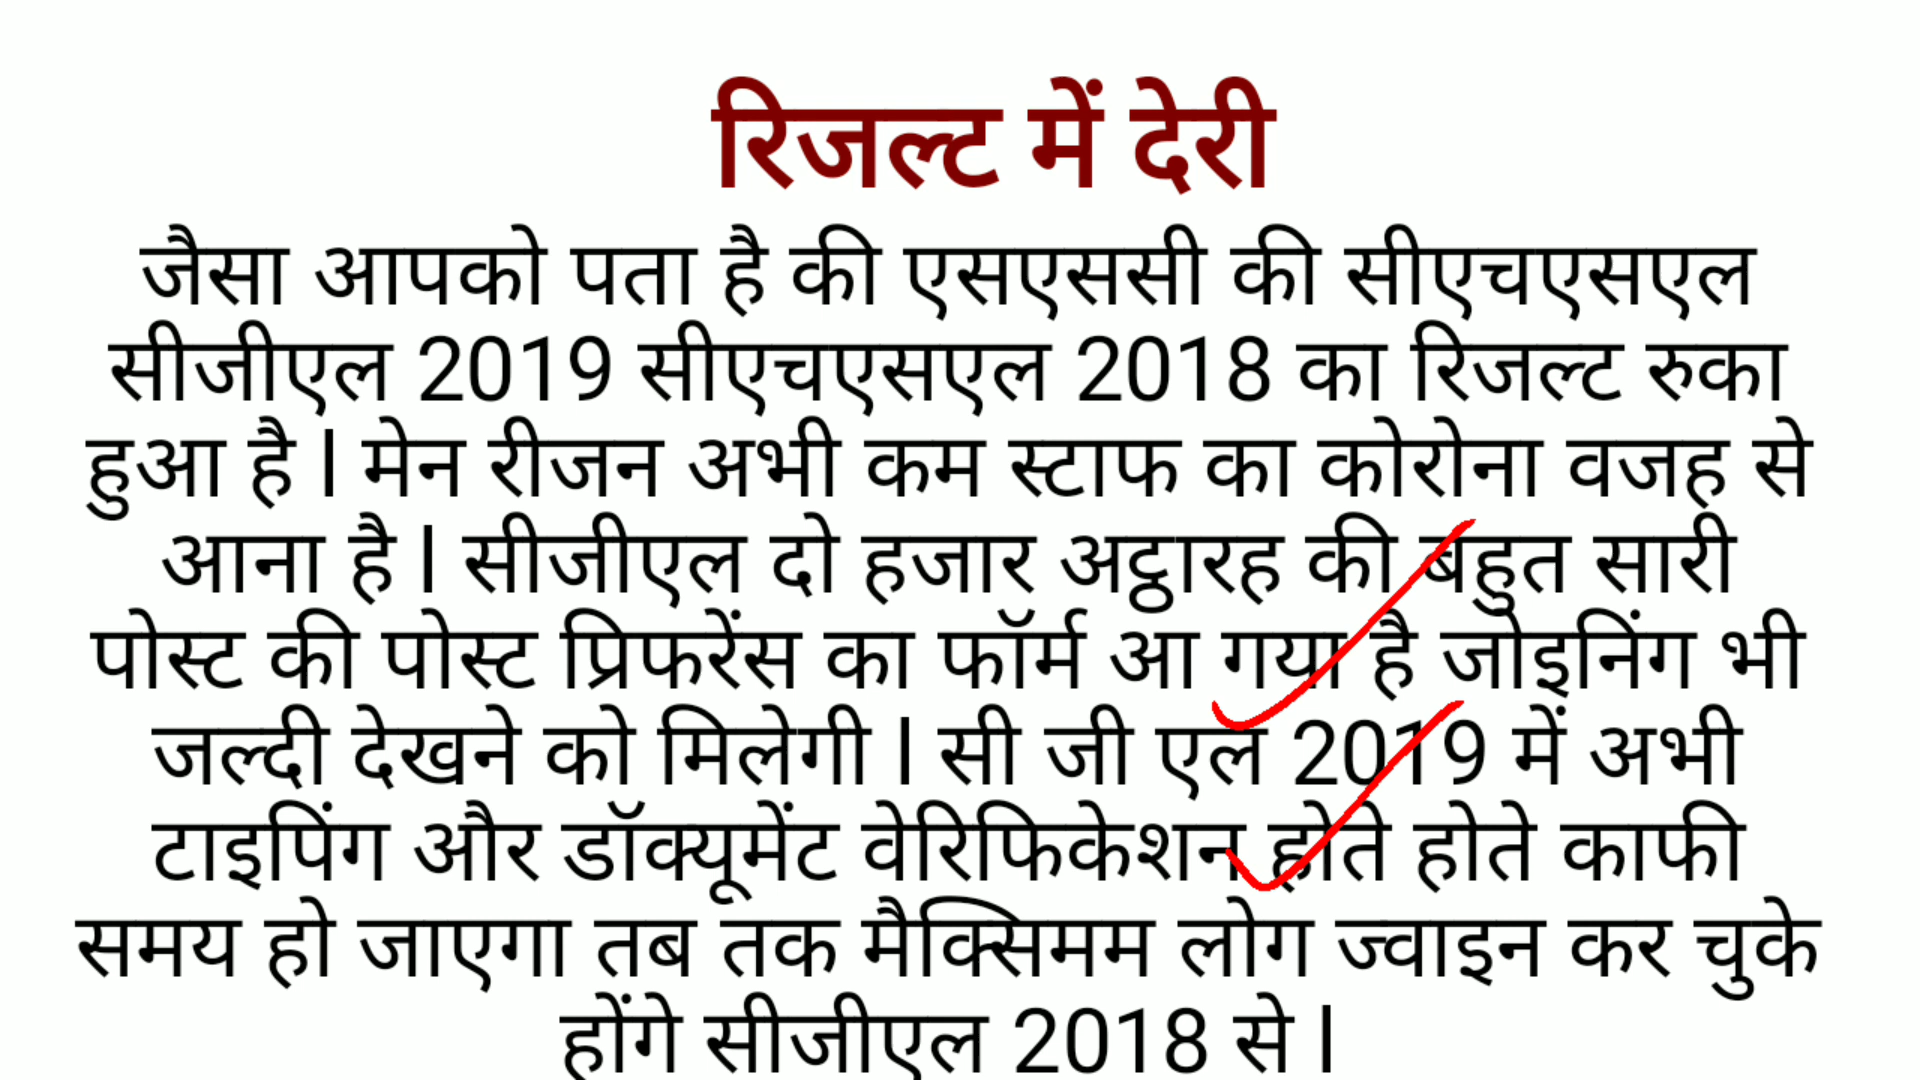 रिजल्ट में देरी
जैसा आपको पता है की एसएससी की सीएचएसएल
सीजीएल 2019 सीएचएसएल 2018 का रिजल्ट रुका
हुआ है l मेन रीजन अभी कम स्टाफ का कोरोना वजह से
आना है l सीजीएल दो हजार अट्ठारह की बहुत सारी
पोस्ट की पोस्ट प्रिफरेंस का फॉर्म आ गया है जोइनिंग भी
जल्दी देखने को मिलेगी l सी जी एल 2019 में अभी
टाइपिंग और डॉक्यूमेंट वेरिफिकेशन होते होते काफी
समय हो जाएगा तब तक मैक्सिमम लोग ज्वाइन कर चुके
होंगे सीजीएल 2018 से l